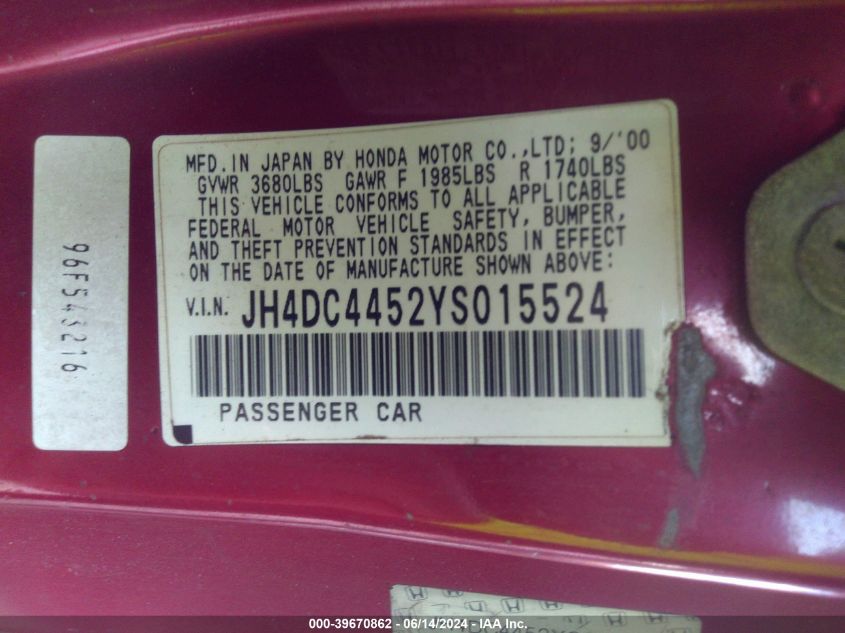 MFD. IN JAPAN BY HONDA MOTOR CO.,LTD; 9/'00
GVWR 3680LBS GAWR F 1985LBS R 1740LBS
THIS VEHICLE CONFORMS TO ALL APPLICABLE
FEDERAL MOTOR VEHICLE SAFETY, BUMPER,
AND THEFT PREVENTION STANDARDS IN EFFECT
ON THE DATE OF MANUFACTURE SHOWN ABOVE:
V.I.N. JH4DC4452YS015524
PASSENGER CAR
96F543216
000-39670862 - 06/14/2024 - IAA Inc.